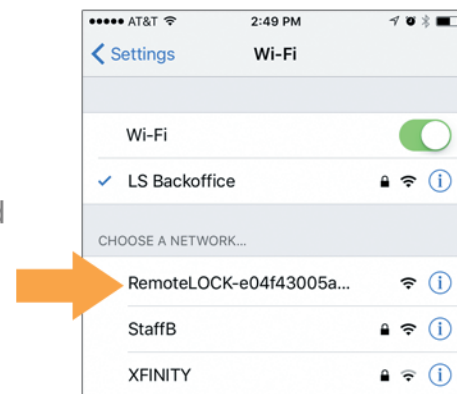 AT&T 2:49 PM
Settings Wi-Fi
Wi-Fi
LS Backoffice
CHOOSE A NETWORK...
RemoteLOCK-e04f43005a...
StaffB
XFINITY